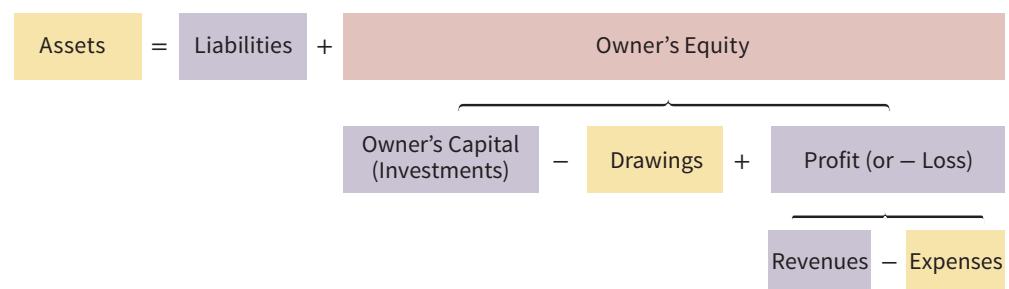 Assets = Liabilities + Owner’s Equity
Owner’s Capital
(Investments) − Drawings + Profit (or − Loss)
Revenues − Expenses